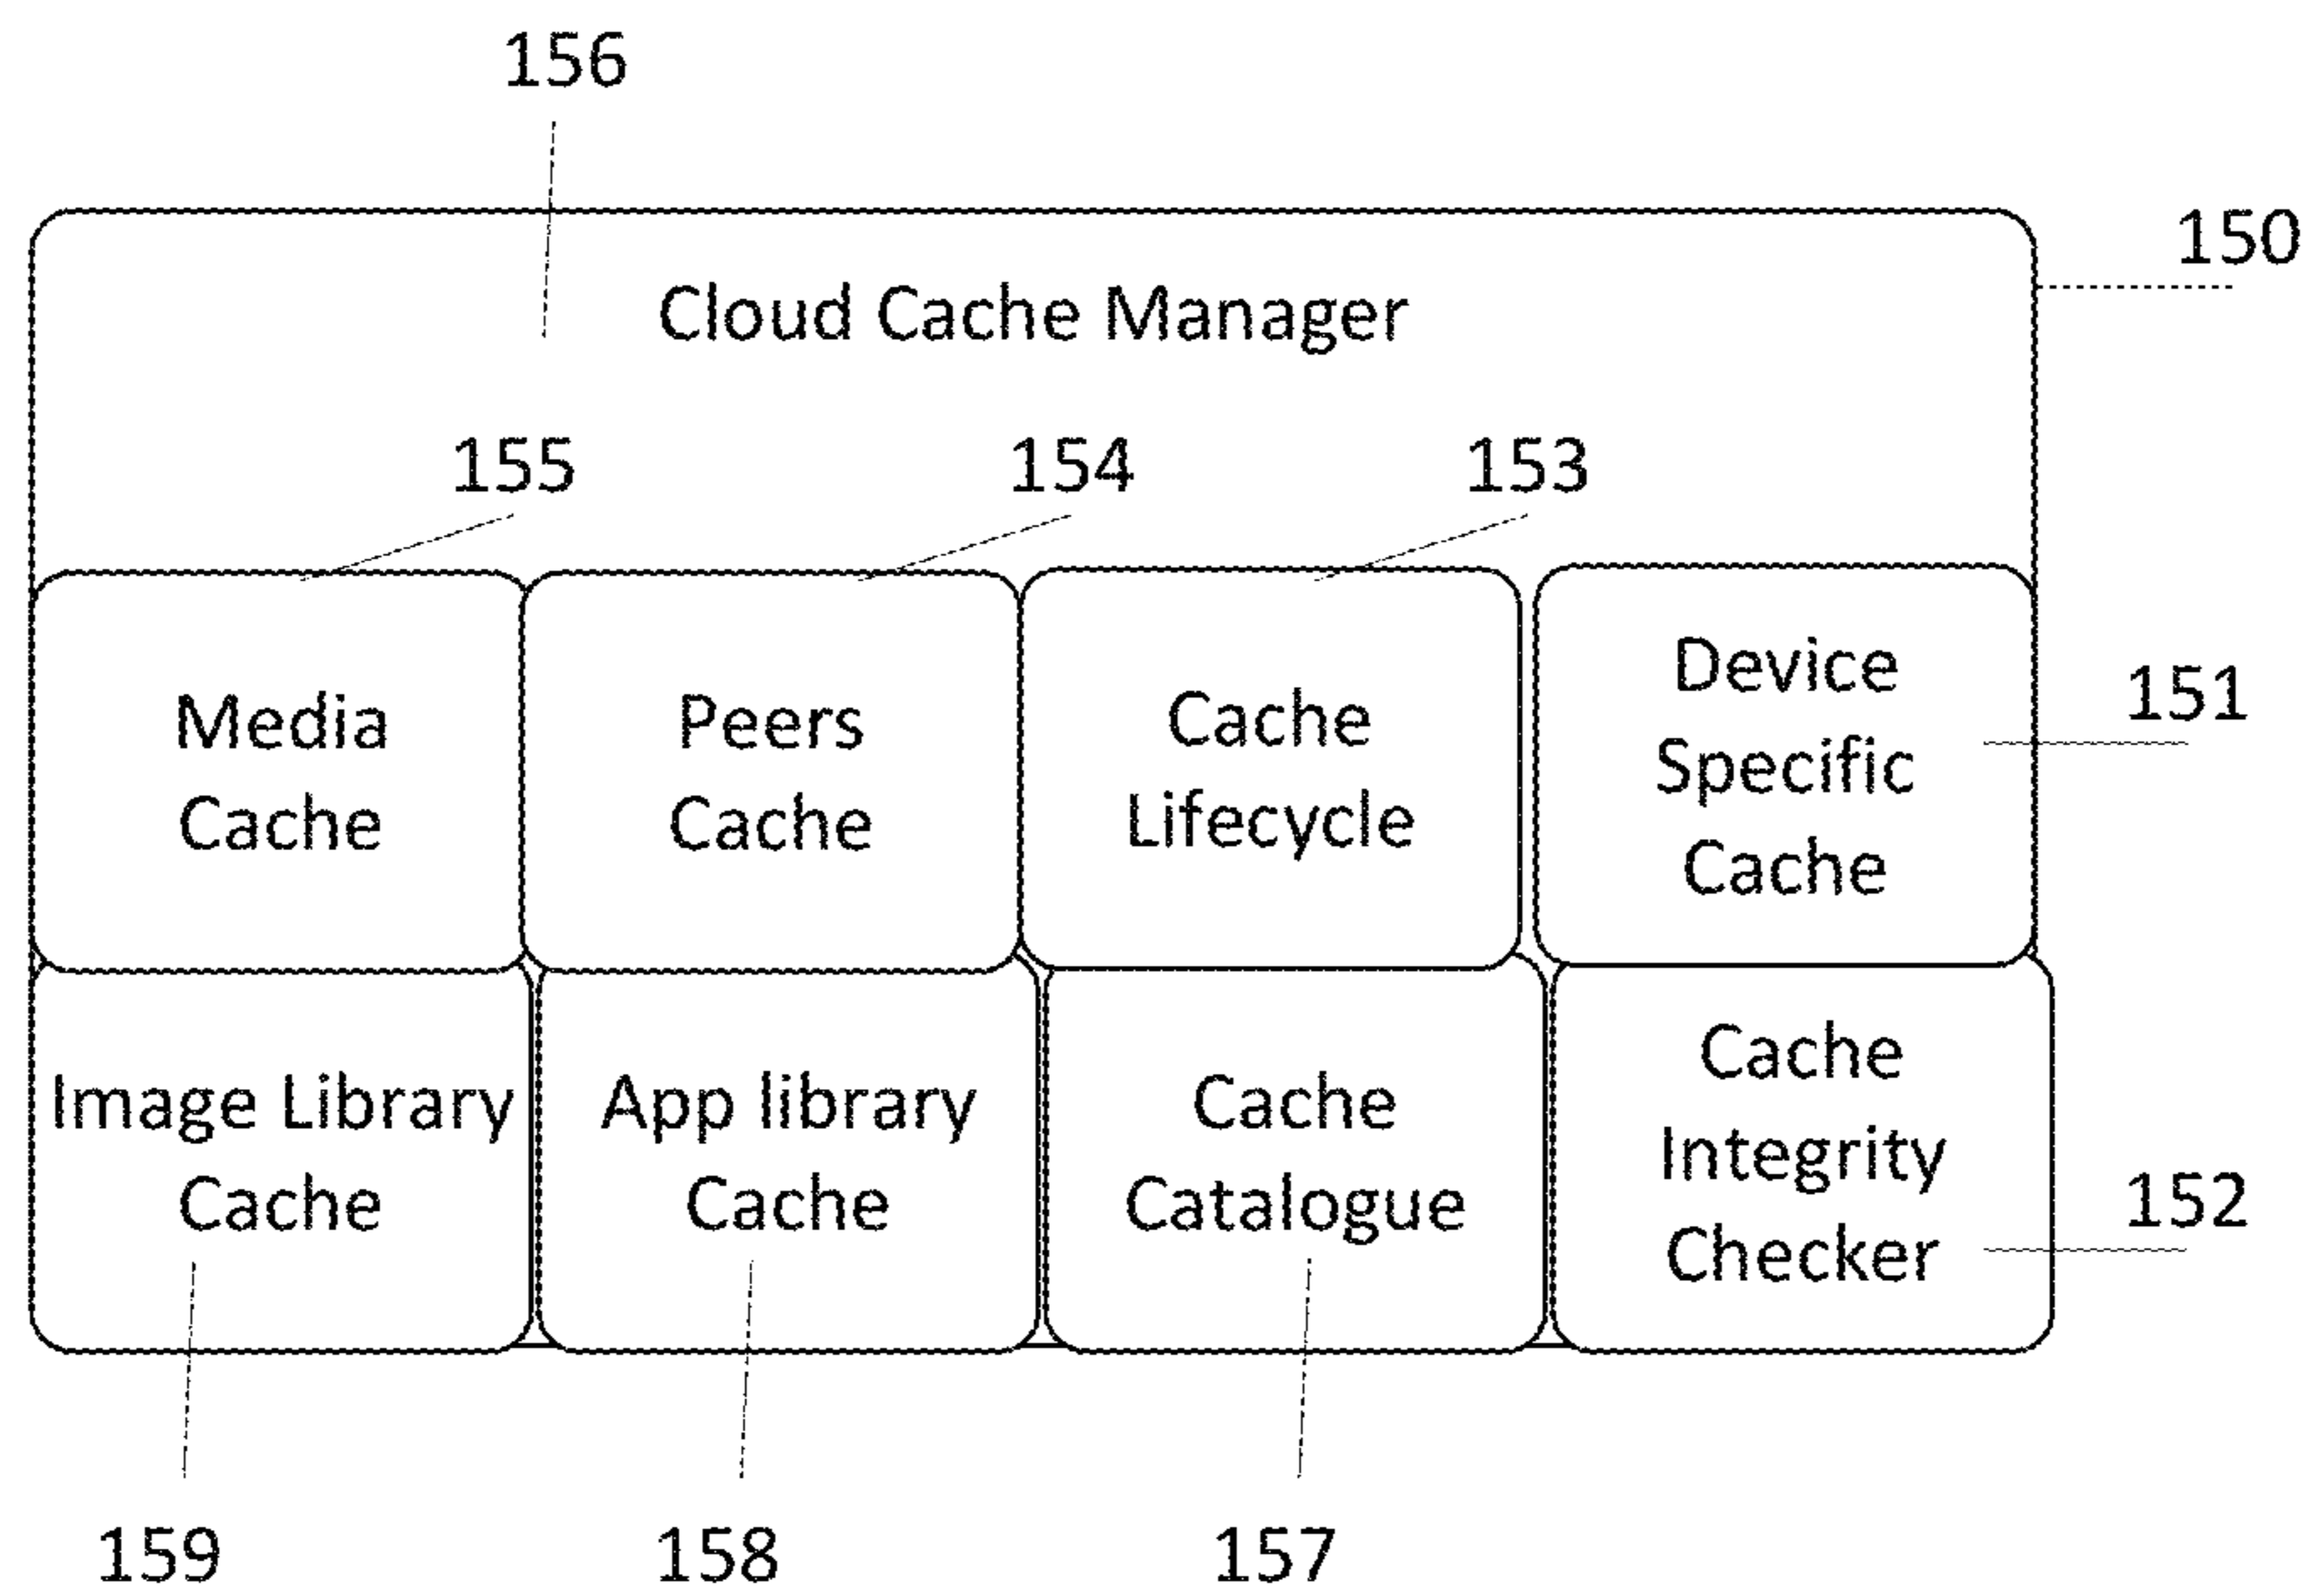 156
150
Cloud Cache Manager
155
154
153
Media
Cache
Peers
Cache
Cache
Lifecycle
Device
Specific
Cache
151
Image Library
Cache
App library
Cache
Cache
Catalogue
Cache
Integrity
Checker
152
159
158
157